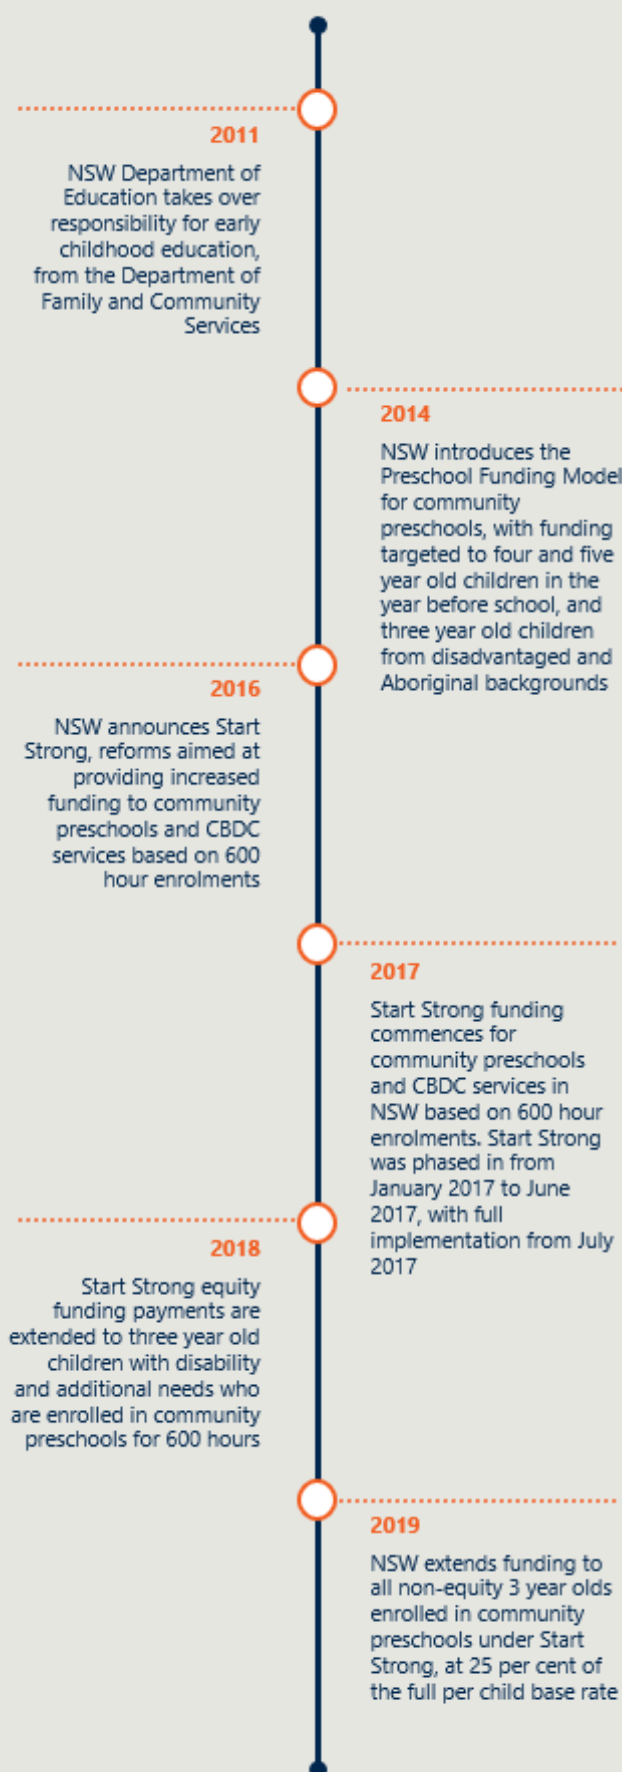 2011
NSW Department of
Education takes over
responsibility for early
childhood education,
from the Department of
Family and Community
Services
2014
NSW introduces the
Preschool Funding Model
for community
preschools, with funding
targeted to four and five
year old children in the
year before school, and
three year old children
from disadvantaged and
Aboriginal backgrounds
2016
NSW announces Start
Strong, reforms aimed at
providing increased
funding to community
preschools and CBDC
services based on 600
hour enrolments
2017
Start Strong funding
commences for
community preschools
and CBDC services in
NSW based on 600 hour
enrolments. Start Strong
was phased in from
January 2017 to June
2017, with full
implementation from July
2017
2018
Start Strong equity
funding payments are
extended to three year old
children with disability
and additional needs who
are enrolled in community
preschools for 600 hours
2019
NSW extends funding to
all non-equity 3 year olds
enrolled in community
preschools under Start
Strong, at 25 per cent of
the full per child base rate